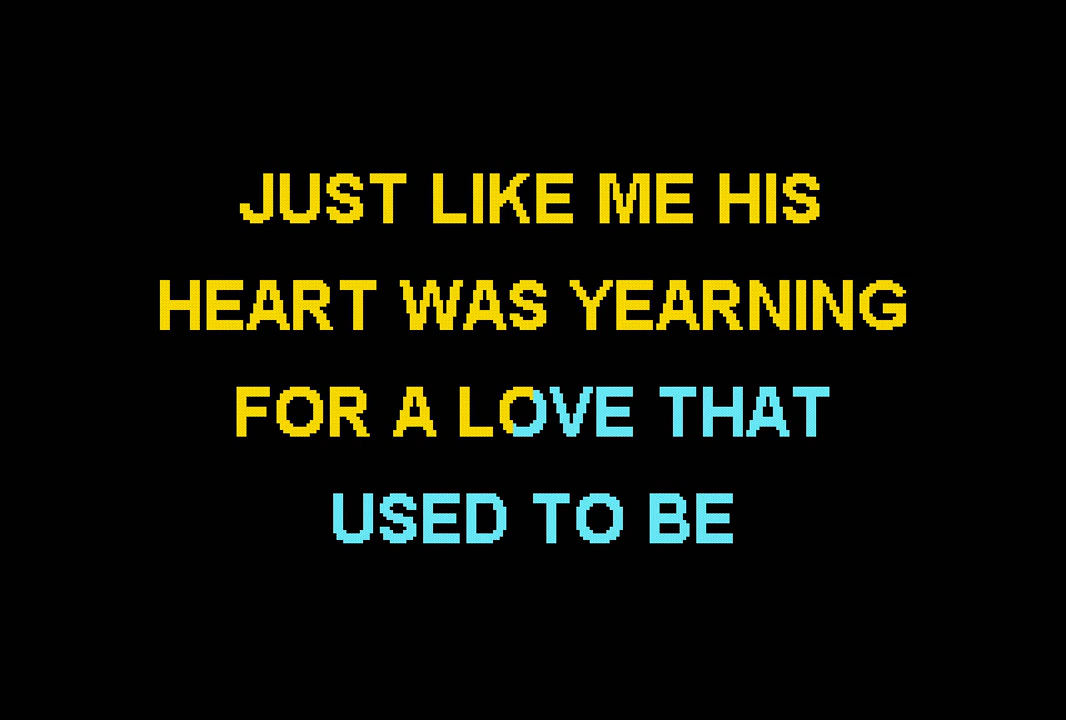 JUST LIKE ME HIS
HEART WAS YEARNING
FOR A LOVE THAT
USED TO BE